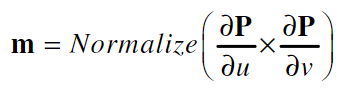 m = Normalize(∂P/∂u × ∂P/∂v)